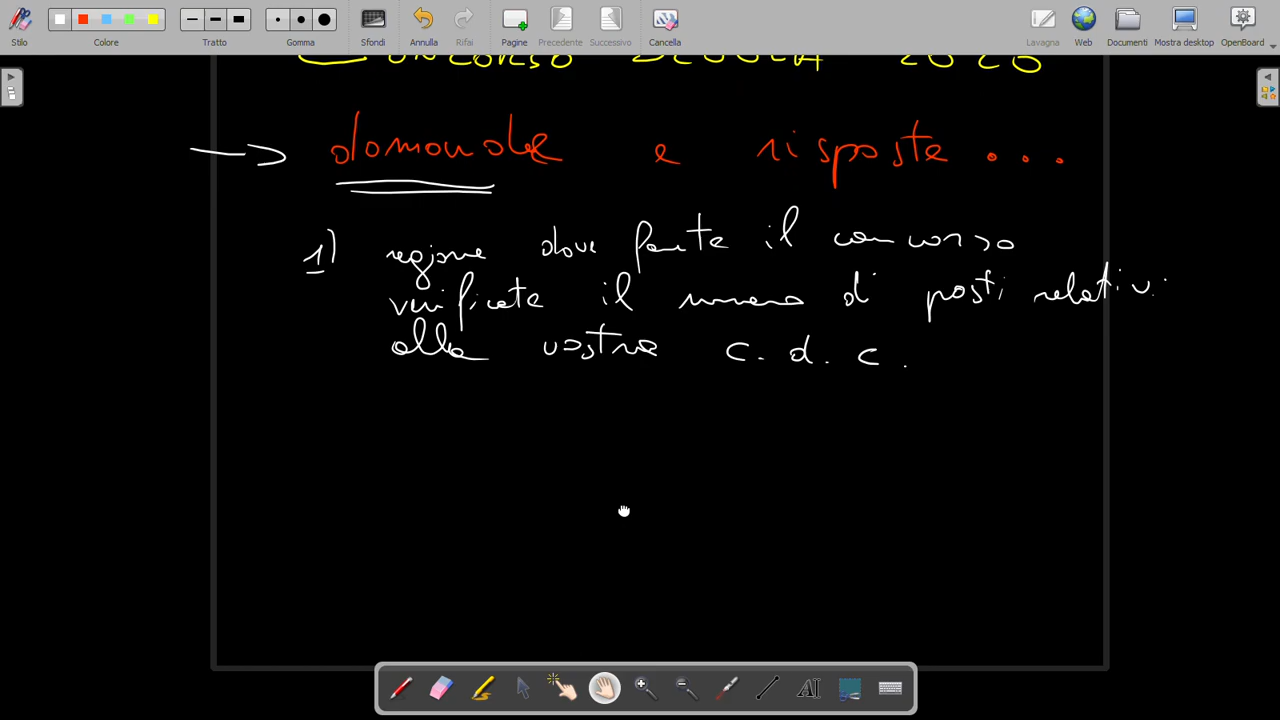 Stilo
Colore
Tratto
Gomma
Sfondi
Annulla
Rifai
Pagine
Precedente
Successivo
Cancella
Lavagna
Web
Documenti
Mostra desktop
OpenBoard
CONCORSO SCUOLA 2020
domande e risposte...
1) regione dove fante il concorso
verificate il numero di posti relativi
alla vostra c.d.c.